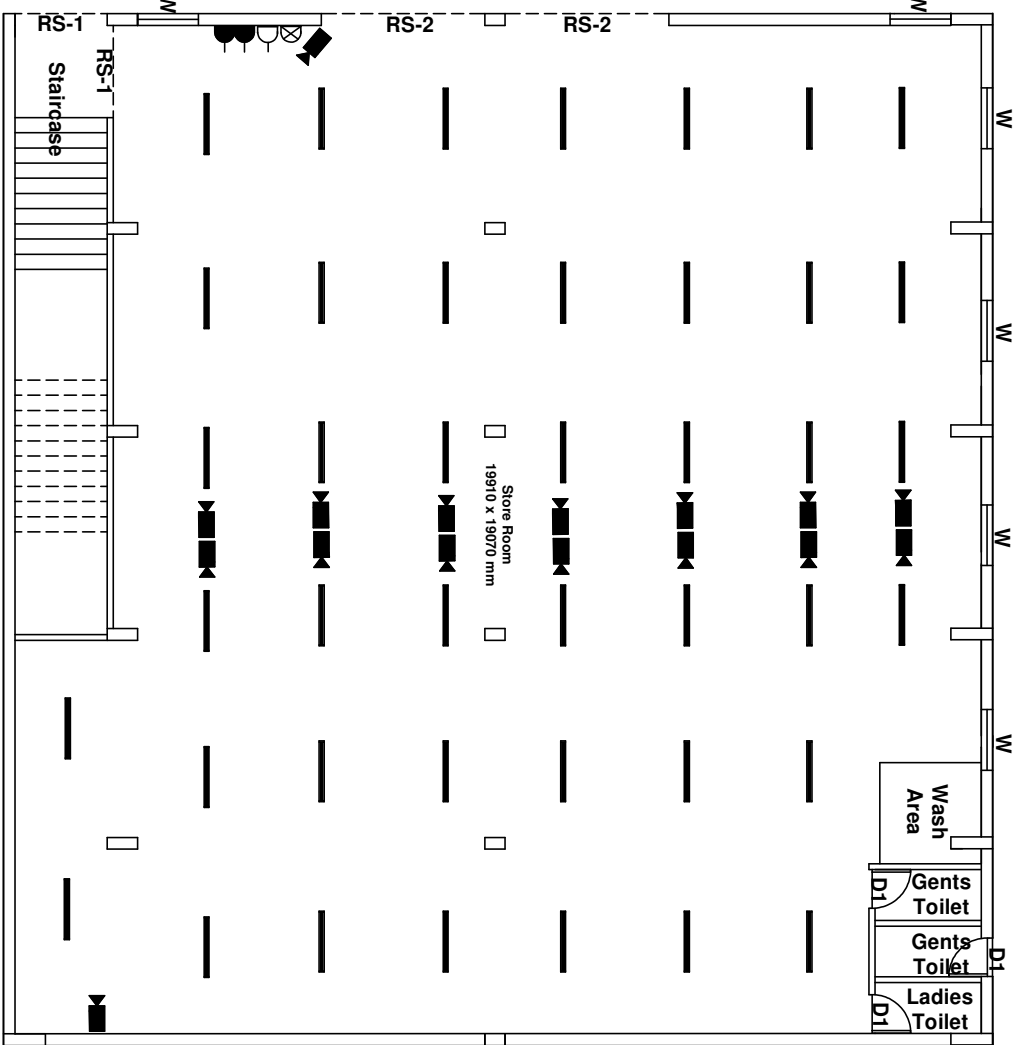 W
W
RS-1
RS-2
RS-2
RS-1
Staircase
W
W
Store Room
19910 x 19070 mm
W
W
Wash
Area
D1
Gents
Toilet
Gents
Toilet
D1
Ladies
Toilet
D1